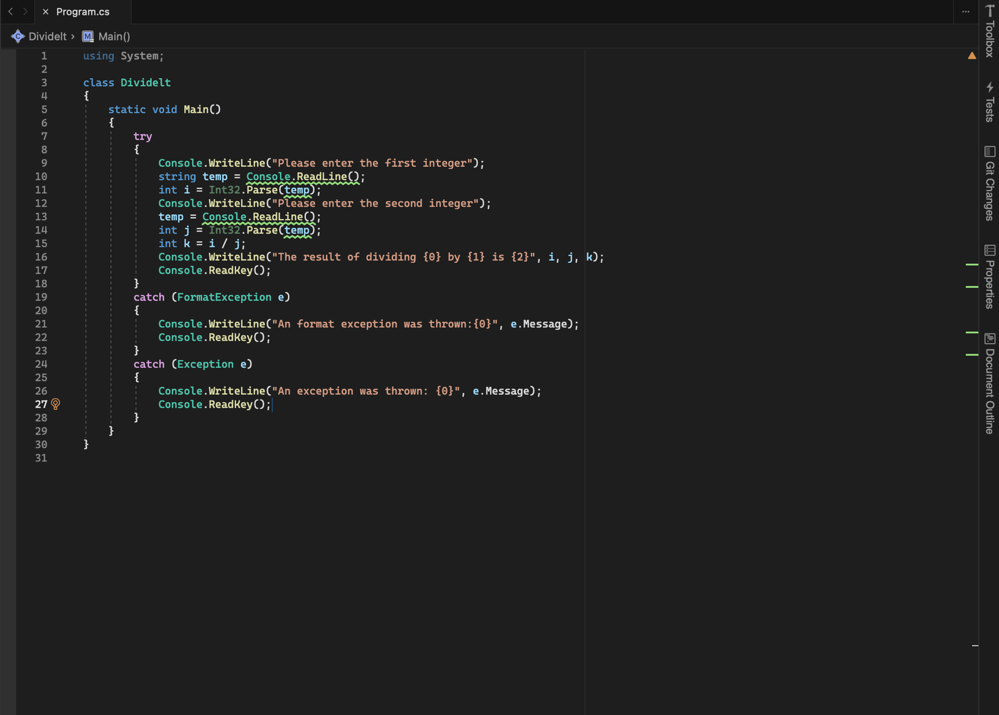 Program.cs
DivideIt › M Main()
1 using System;
2
3 class DivideIt
4 {
5 static void Main()
6 {
7 try
8 {
9 Console.WriteLine("Please enter the first integer");
10 string temp = Console.ReadLine();
11 int i = Int32.Parse(temp);
12 Console.WriteLine("Please enter the second integer");
13 temp = Console.ReadLine();
14 int j = Int32.Parse(temp);
15 int k = i / j;
16 Console.WriteLine("The result of dividing {0} by {1} is {2}", i, j, k);
17 Console.ReadKey();
18 }
19 catch (FormatException e)
20 {
21 Console.WriteLine("An format exception was thrown:{0}", e.Message);
22 Console.ReadKey();
23 }
24 catch (Exception e)
25 {
26 Console.WriteLine("An exception was thrown: {0}", e.Message);
27 Console.ReadKey();
28 }
29 }
30 }
31
Toolbox
Tests
Git Changes
Properties
Document Outline